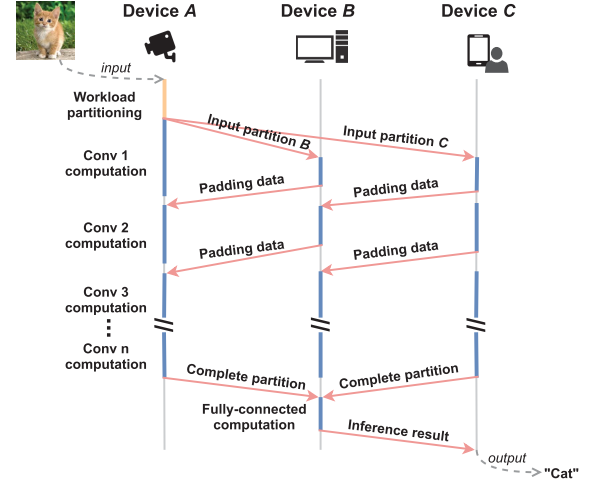 Device A
Device B
Device C
input
Workload
partitioning
Input partition B
Input partition C
Conv 1
computation
Padding data
Padding data
Conv 2
computation
Padding data
Padding data
Conv 3
computation
Conv n
computation
Complete partition
Complete partition
Fully-connected
computation
Inference result
output
"Cat"